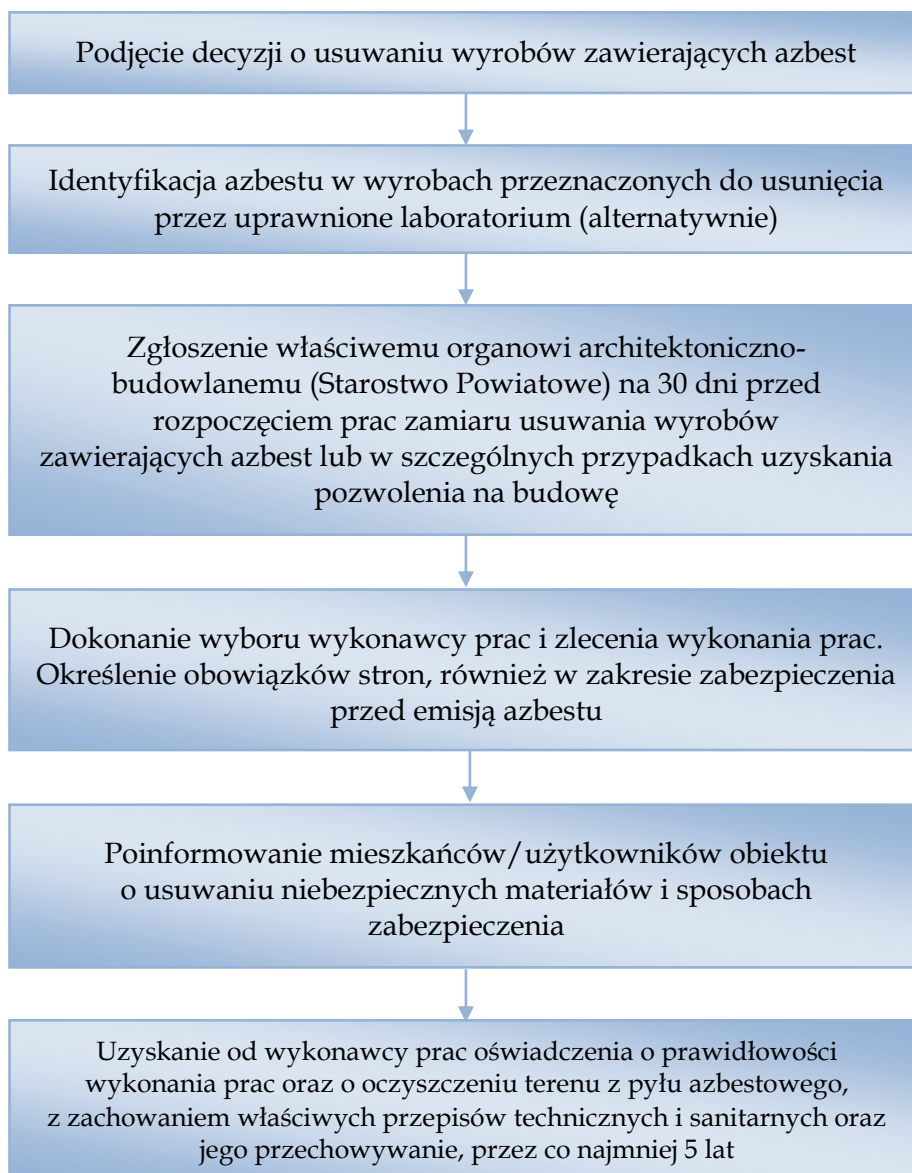 Podjęcie decyzji o usuwaniu wyrobów zawierających azbest
Identyfikacja azbestu w wyrobach przeznaczonych do usunięcia
przez uprawnione laboratorium (alternatywnie)
Zgłoszenie właściwemu organowi architektoniczno-
budowlanemu (Starostwo Powiatowe) na 30 dni przed
rozpoczęciem prac zamiaru usuwania wyrobów
zawierających azbest lub w szczególnych przypadkach uzyskania
pozwolenia na budowę
Dokonanie wyboru wykonawcy prac i zlecenia wykonania prac.
Określenie obowiązków stron, również w zakresie zabezpieczenia
przed emisją azbestu
Poinformowanie mieszkańców/użytkowników obiektu
o usuwaniu niebezpiecznych materiałów i sposobach
zabezpieczenia
Uzyskanie od wykonawcy prac oświadczenia o prawidłowości
wykonania prac oraz o oczyszczeniu terenu z pyłu azbestowego,
z zachowaniem właściwych przepisów technicznych i sanitarnych oraz
jego przechowywanie, przez co najmniej 5 lat